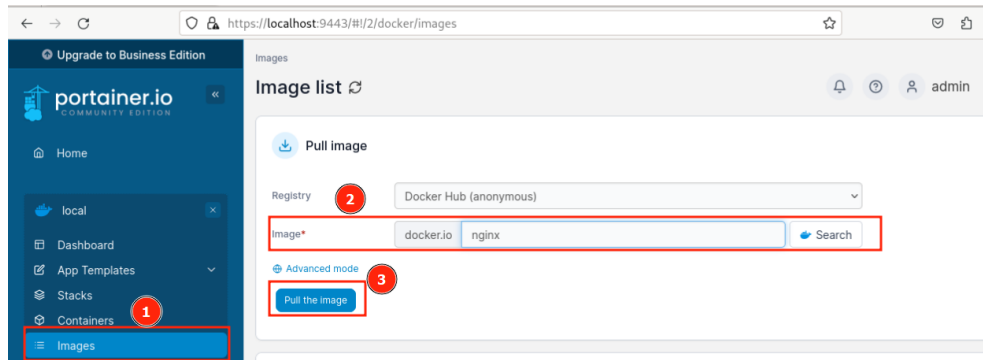 https://localhost:9443/#!/2/docker/images
Upgrade to Business Edition
portainer.io
COMMUNITY EDITION
Home
local
Dashboard
App Templates
Stacks
Containers
1
Images
Images
Image list
admin
Pull image
Registry
2
Docker Hub (anonymous)
Image*
docker.io
nginx
Search
Advanced mode
3
Pull the image